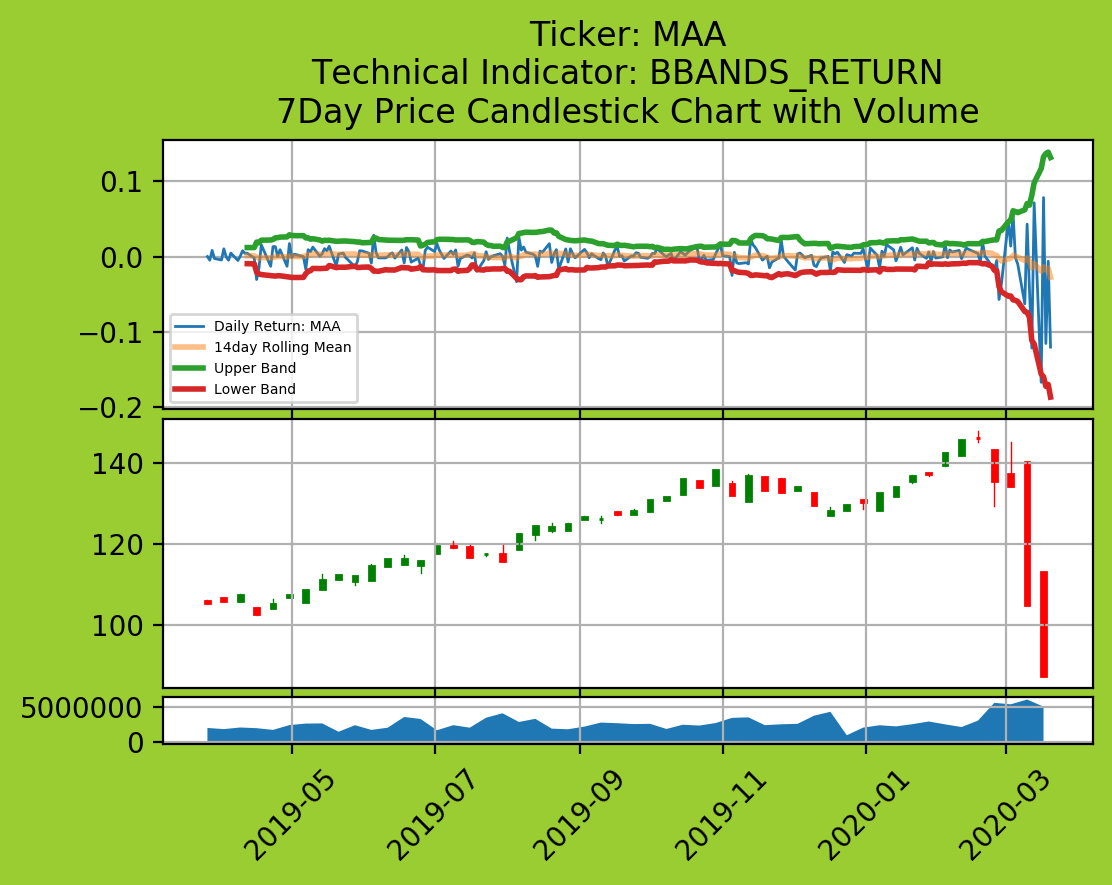 Ticker: MAA
Technical Indicator: BBANDS_RETURN
7Day Price Candlestick Chart with Volume
0.1
0.0
−0.1
−0.2
Daily Return: MAA
14day Rolling Mean
Upper Band
Lower Band
140
120
100
5000000
0
2019-05
2019-07
2019-09
2019-11
2020-01
2020-03